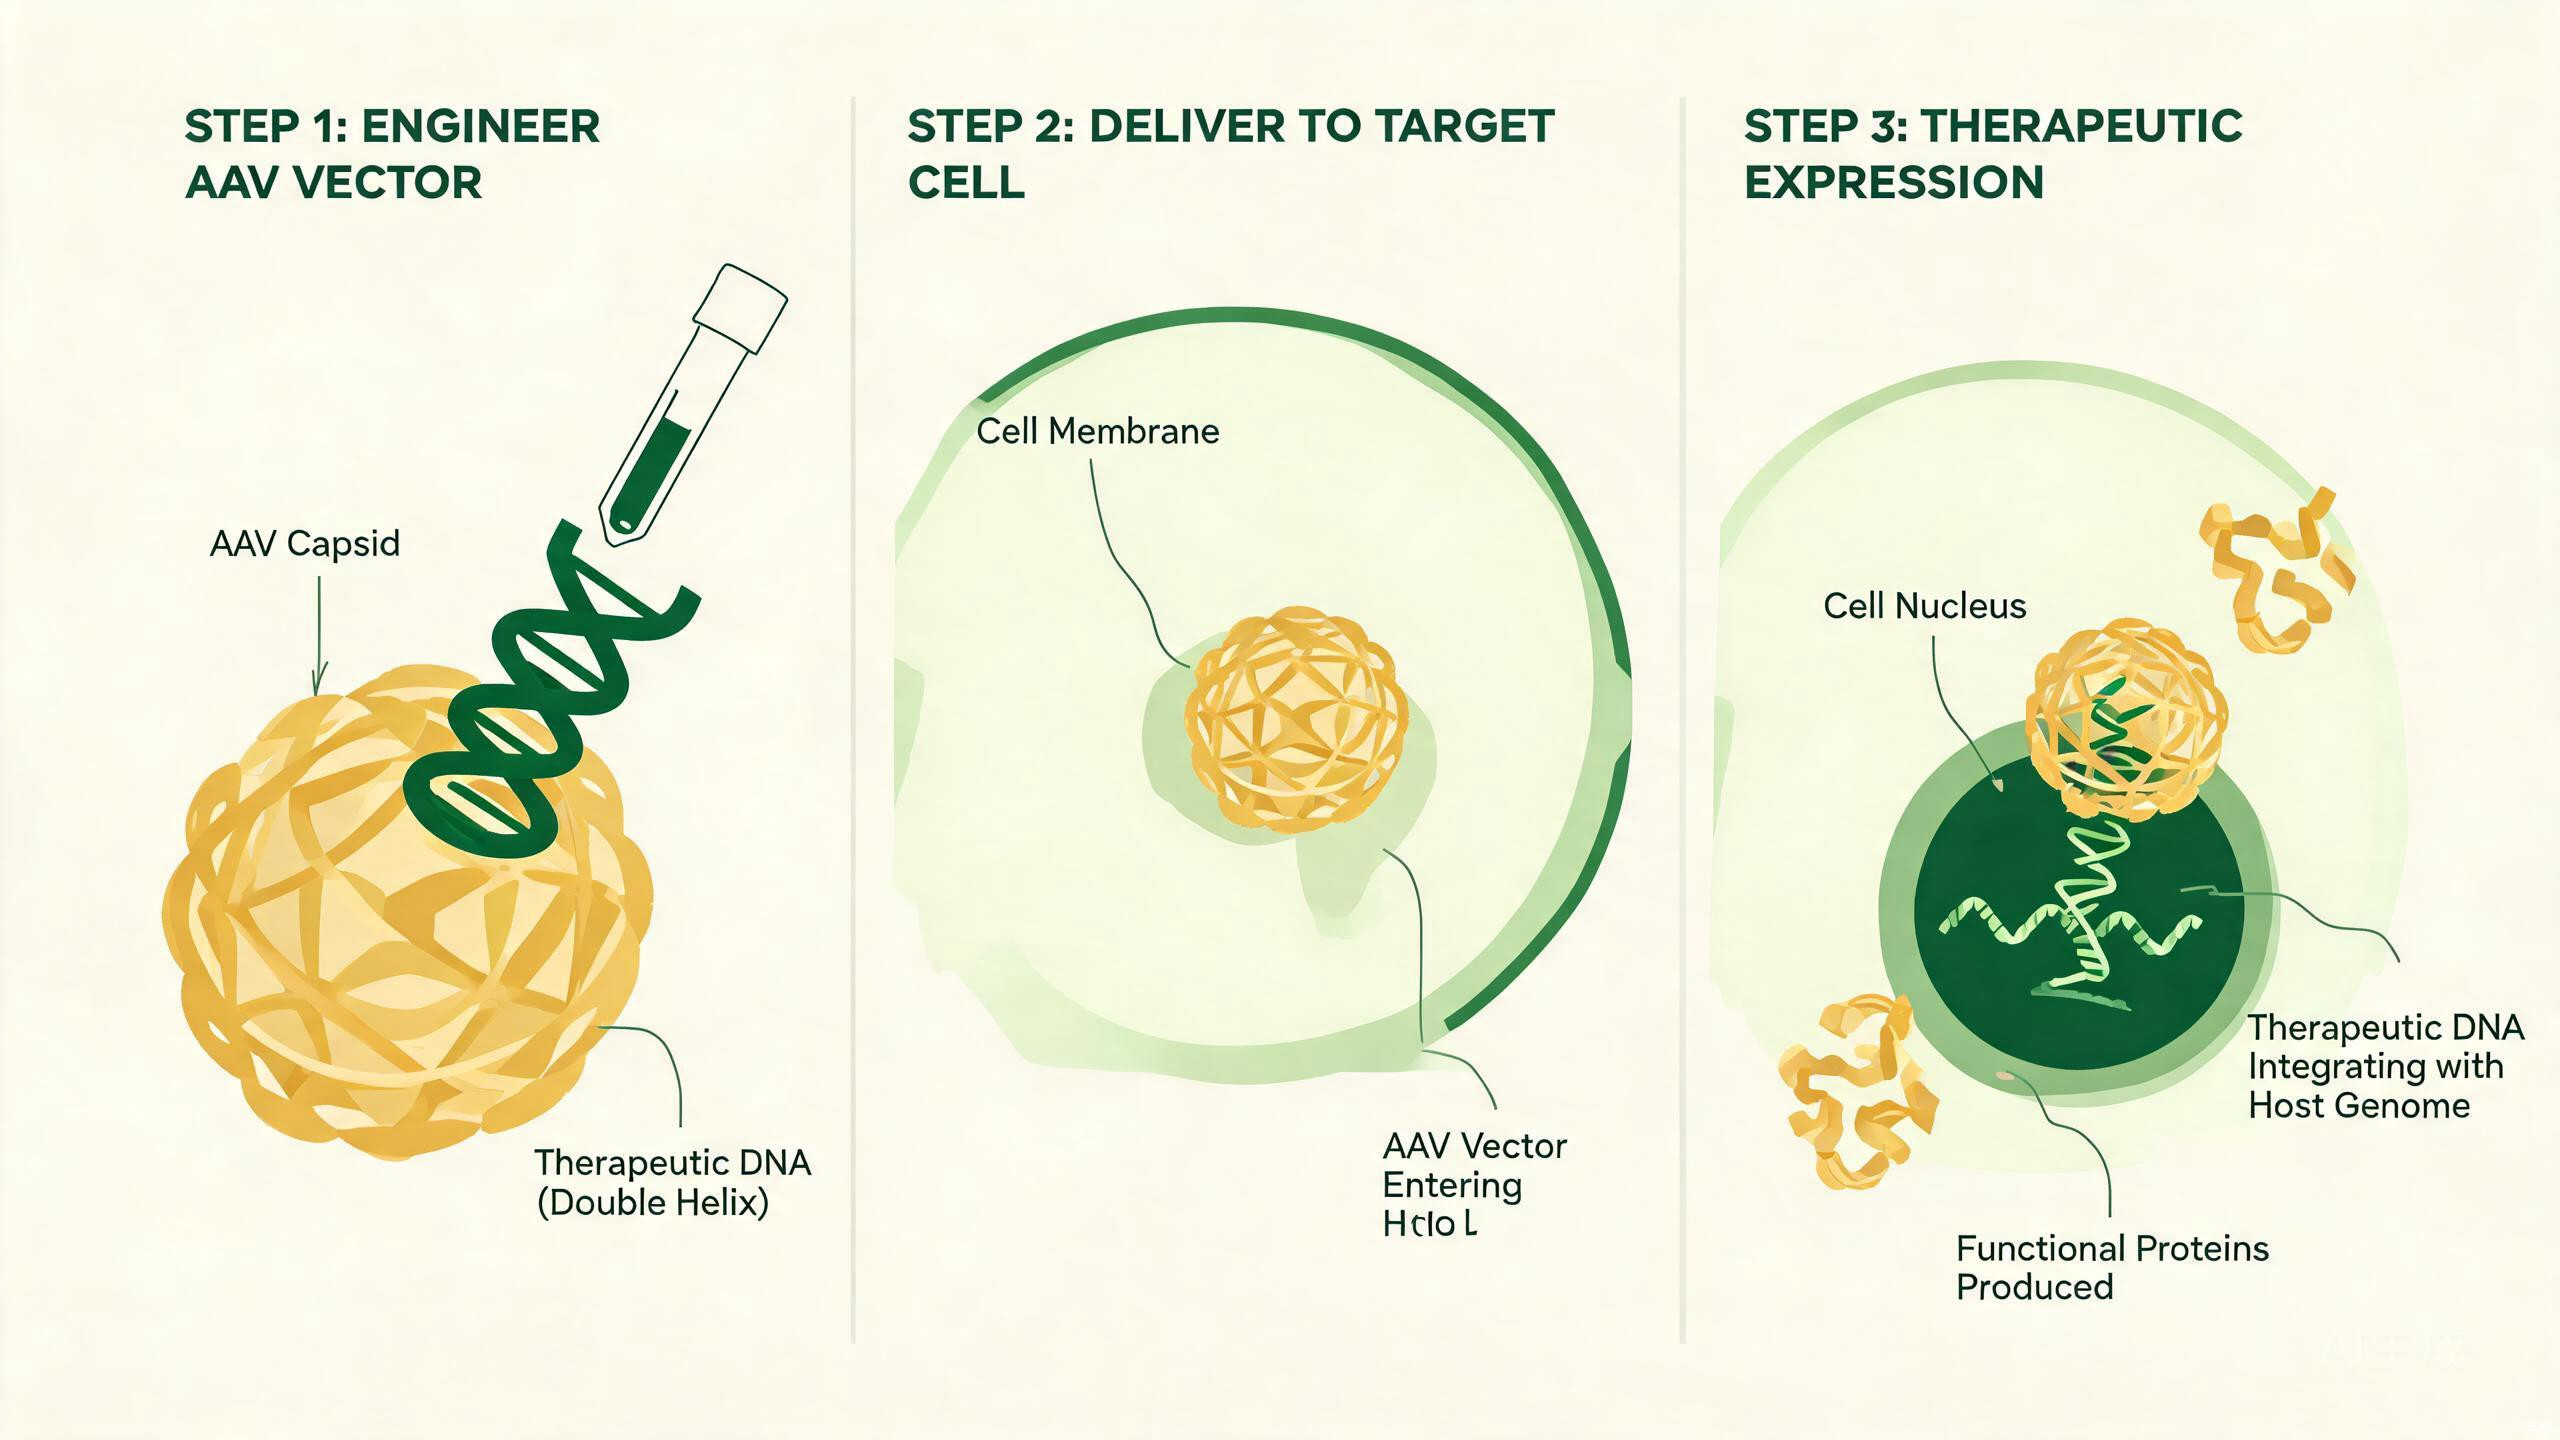 STEP 1: ENGINEER
AAV VECTOR
AAV Capsid
Therapeutic DNA
(Double Helix)
STEP 2: DELIVER TO TARGET
CELL
Cell Membrane
AAV Vector
Entering
STEP 3: THERAPEUTIC
EXPRESSION
Cell Nucleus
Therapeutic DNA
Integrating with
Host Genome
Functional Proteins
Produced